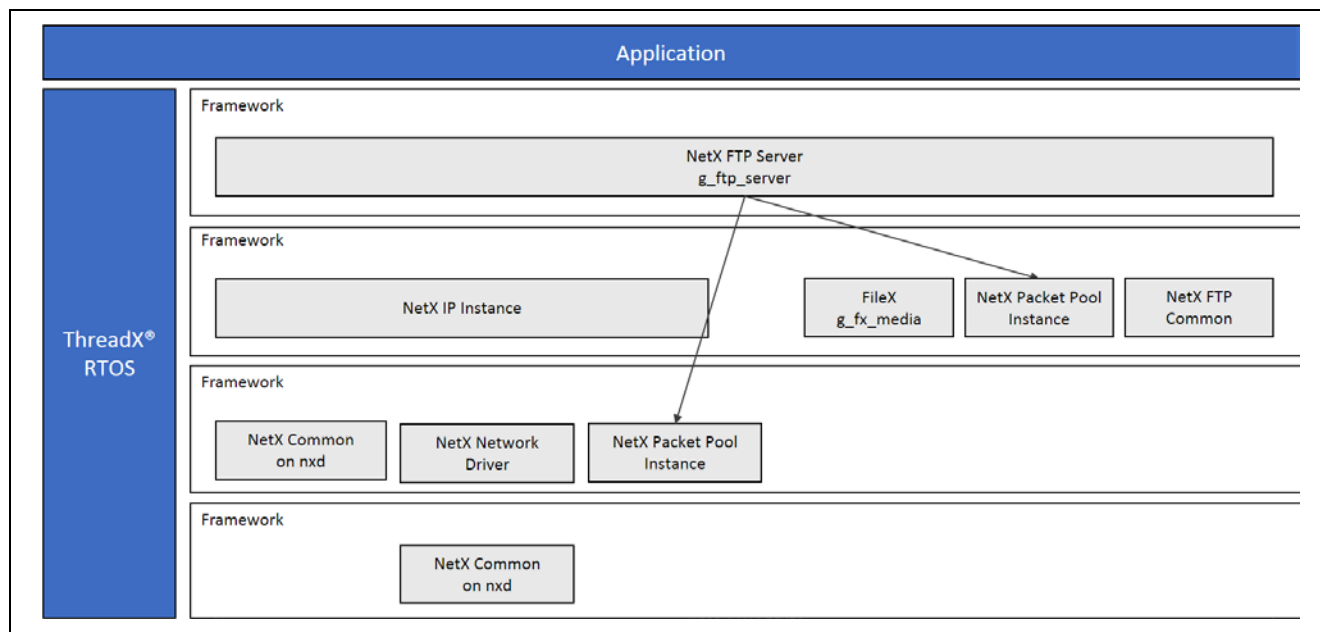 Application
ThreadX®
RTOS
Framework
NetX FTP Server
g_ftp_server
Framework
NetX IP Instance
FileX
g_fx_media
NetX Packet Pool
Instance
NetX FTP
Common
Framework
NetX Common
on nxd
NetX Network
Driver
NetX Packet Pool
Instance
Framework
NetX Common
on nxd